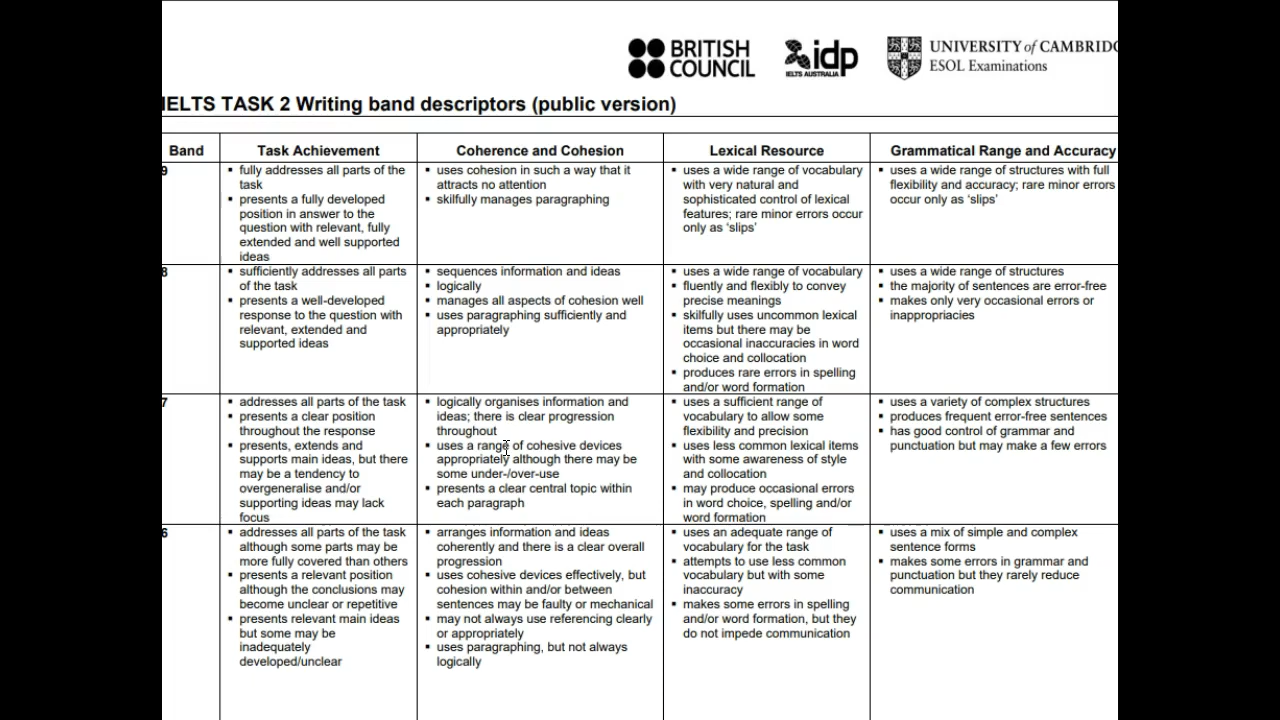 BRITISH
COUNCIL
idp
IELTS AUSTRALIA
UNIVERSITY of CAMBRIDG
ESOL Examinations
IELTS TASK 2 Writing band descriptors (public version)
Band
Task Achievement
Coherence and Cohesion
Lexical Resource
Grammatical Range and Accuracy
9
▪ fully addresses all parts of the
task
▪ presents a fully developed
position in answer to the
question with relevant, fully
extended and well supported
ideas
▪ uses cohesion in such a way that it
attracts no attention
▪ skilfully manages paragraphing
▪ uses a wide range of vocabulary
with very natural and
sophisticated control of lexical
features; rare minor errors occur
only as ‘slips’
▪ uses a wide range of structures with full
flexibility and accuracy; rare minor errors
occur only as ‘slips’
8
▪ sufficiently addresses all parts
of the task
▪ presents a well-developed
response to the question with
relevant, extended and
supported ideas
▪ sequences information and ideas
▪ logically
▪ manages all aspects of cohesion well
▪ uses paragraphing sufficiently and
appropriately
▪ uses a wide range of vocabulary
▪ fluently and flexibly to convey
precise meanings
▪ skilfully uses uncommon lexical
items but there may be
occasional inaccuracies in word
choice and collocation
▪ produces rare errors in spelling
and/or word formation
▪ uses a wide range of structures
▪ the majority of sentences are error-free
▪ makes only very occasional errors or
inappropriacies
7
▪ addresses all parts of the task
▪ presents a clear position
throughout the response
▪ presents, extends and
supports main ideas, but there
may be a tendency to
overgeneralise and/or
supporting ideas may lack
focus
▪ logically organises information and
ideas; there is clear progression
throughout
▪ uses a range of cohesive devices
appropriately although there may be
some under-/over-use
▪ presents a clear central topic within
each paragraph
▪ uses a sufficient range of
vocabulary to allow some
flexibility and precision
▪ uses less common lexical items
with some awareness of style
and collocation
▪ may produce occasional errors
in word choice, spelling and/or
word formation
▪ uses a variety of complex structures
▪ produces frequent error-free sentences
▪ has good control of grammar and
punctuation but may make a few errors
6
▪ addresses all parts of the task
although some parts may be
more fully covered than others
▪ presents a relevant position
although the conclusions may
become unclear or repetitive
▪ presents relevant main ideas
but some may be
inadequately
developed/unclear
▪ arranges information and ideas
coherently and there is a clear overall
progression
▪ uses cohesive devices effectively, but
cohesion within and/or between
sentences may be faulty or mechanical
▪ may not always use referencing clearly
or appropriately
▪ uses paragraphing, but not always
logically
▪ uses an adequate range of
vocabulary for the task
▪ attempts to use less common
vocabulary but with some
inaccuracy
▪ makes some errors in spelling
and/or word formation, but they
do not impede communication
▪ uses a mix of simple and complex
sentence forms
▪ makes some errors in grammar and
punctuation but they rarely reduce
communication